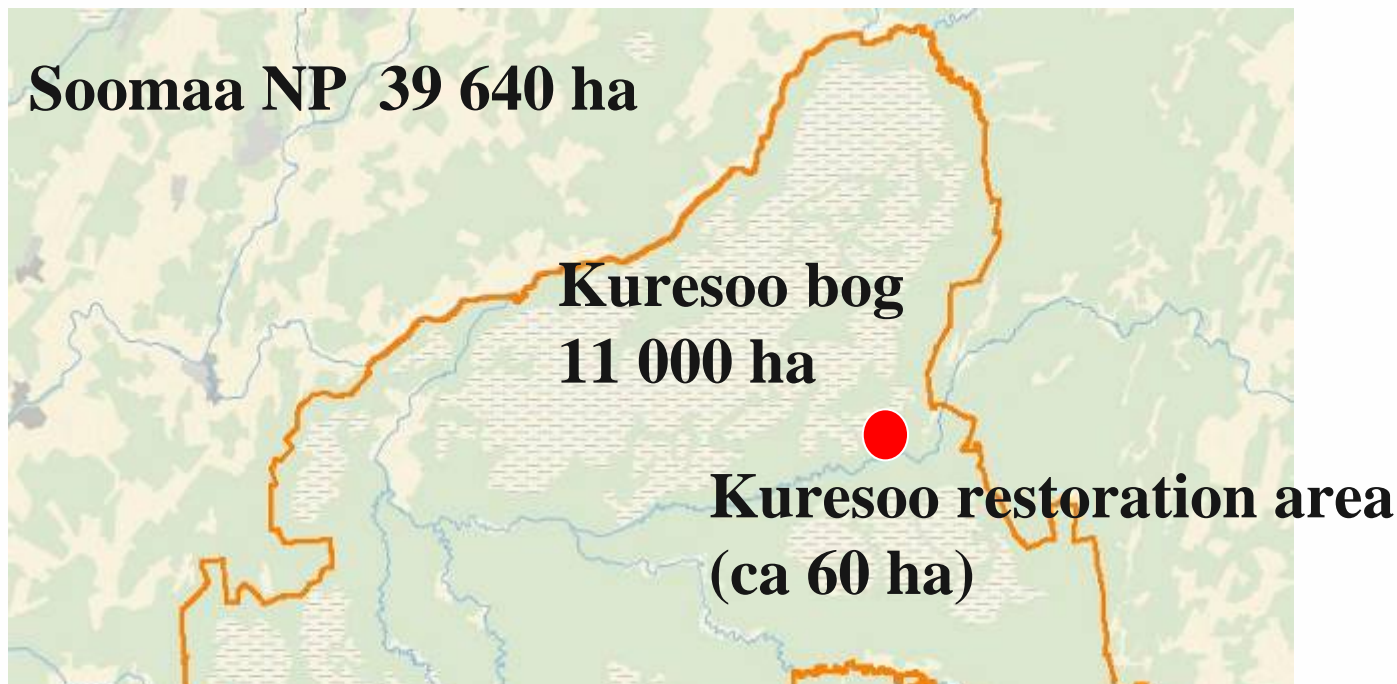 Soomaa NP  39 640 ha
Kuresoo bog
11 000 ha
Kuresoo restoration area
(ca 60 ha)